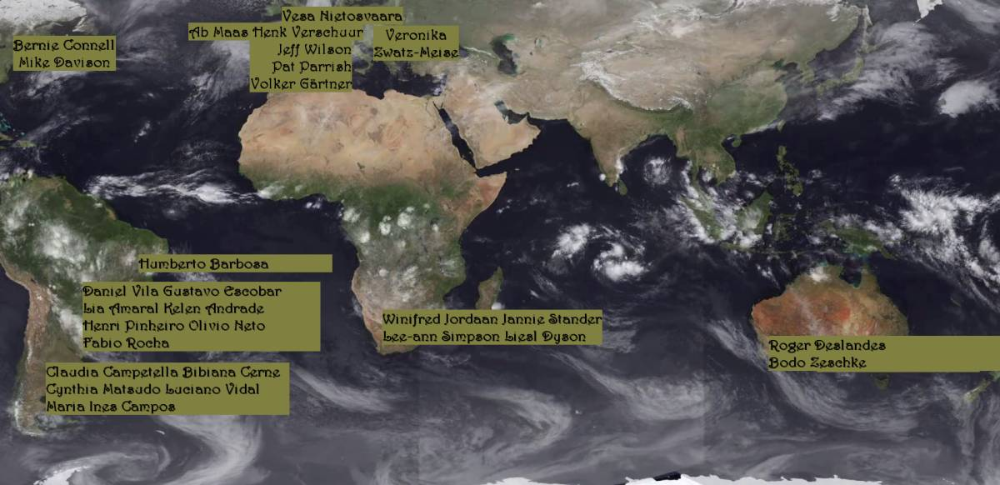 Vesa Nietosvaara
Ab Maas Henk Verschuur
Jeff Wilson
Pat Parrish
Volker Gärtner
Veronika
Zwatz-Meise
Bernie Connell
Mike Davison
Humberto Barbosa
Daniel Vila Gustavo Escobar
Lia Amaral Kelen Andrade
Henri Pinheiro Olivio Neto
Fabio Rocha
Winifred Jordaan Jannie Stander
Lee-ann Simpson Liesl Dyson
Roger Deslandes
Bodo Zeschke
Claudia Campetella Bibiana Cerne
Cynthia Matsudo Luciano Vidal
Maria Ines Campos